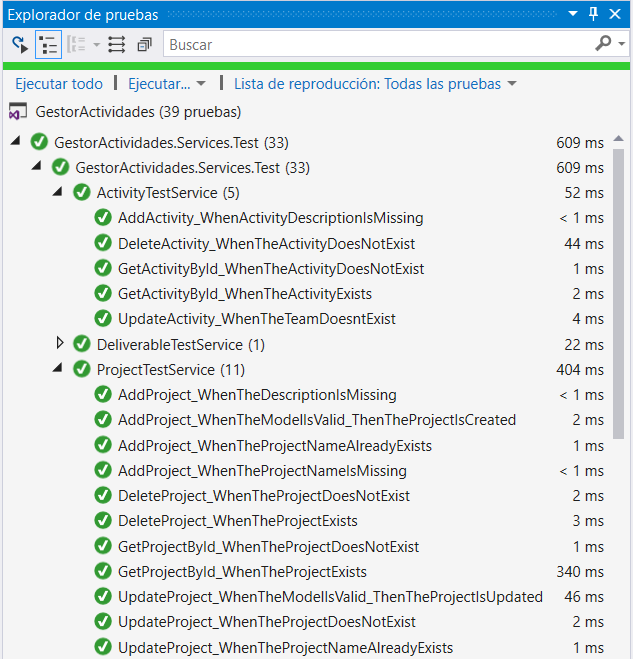 Explorador de pruebas
Buscar
Ejecutar todo | Ejecutar... | Lista de reproducción: Todas las pruebas
GestorActividades (39 pruebas)
GestorActividades.Services.Test (33) 609 ms
GestorActividades.Services.Test (33) 609 ms
ActivityTestService (5) 52 ms
AddActivity_WhenActivityDescriptionIsMissing < 1 ms
DeleteActivity_WhenTheActivityDoesNotExist 44 ms
GetActivityById_WhenTheActivityDoesNotExist 1 ms
GetActivityById_WhenTheActivityExists 2 ms
UpdateActivity_WhenTheTeamDoesntExist 4 ms
DeliverableTestService (1) 22 ms
ProjectTestService (11) 404 ms
AddProject_WhenTheDescriptionIsMissing < 1 ms
AddProject_WhenTheModelIsValid_ThenTheProjectIsCreated 2 ms
AddProject_WhenTheProjectNameAlreadyExists 1 ms
AddProject_WhenTheProjectNameIsMissing < 1 ms
DeleteProject_WhenTheProjectDoesNotExist 2 ms
DeleteProject_WhenTheProjectExists 3 ms
GetProjectById_WhenTheProjectDoesNotExist 1 ms
GetProjectById_WhenTheProjectExists 340 ms
UpdateProject_WhenTheModelIsValid_ThenTheProjectIsUpdated 46 ms
UpdateProject_WhenTheProjectDoesNotExist 2 ms
UpdateProject_WhenTheProjectNameAlreadyExists 1 ms